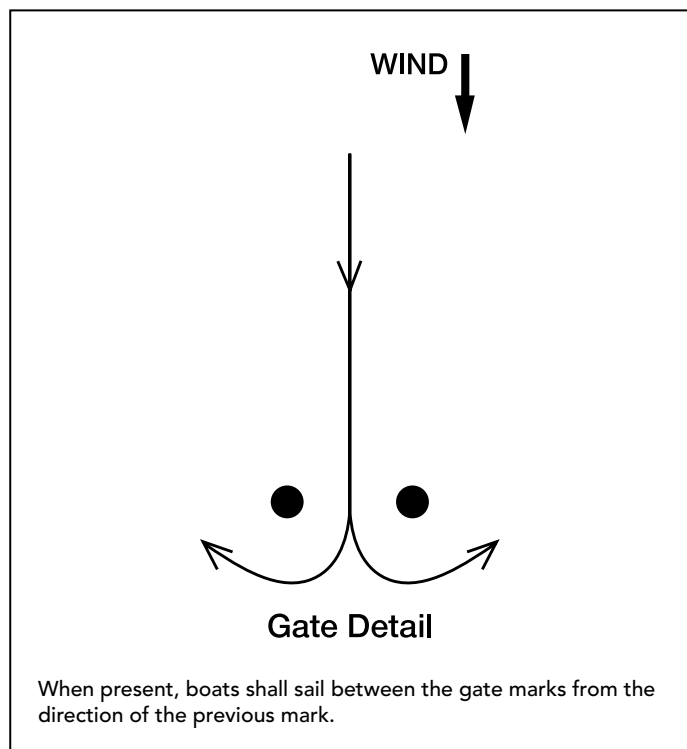 WIND
Gate Detail
When present, boats shall sail between the gate marks from the
direction of the previous mark.